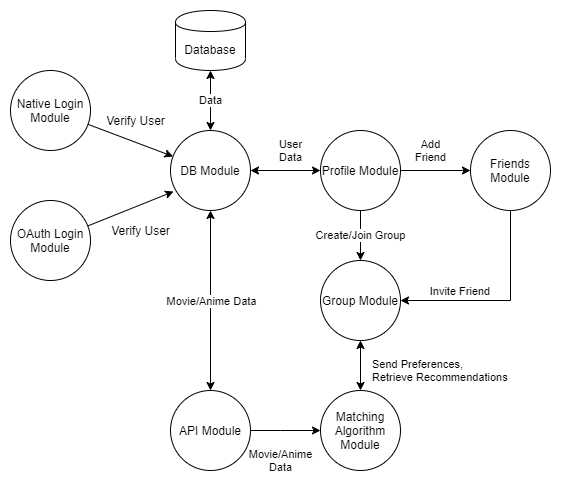 Database
Data
Native Login
Module
Verify User
DB Module
User
Data
Profile Module
Add
Friend
Friends
Module
OAuth Login
Module
Verify User
Create/Join Group
Movie/Anime Data
Group Module
Invite Friend
Send Preferences,
Retrieve Recommendations
API Module
Movie/Anime
Data
Matching
Algorithm
Module